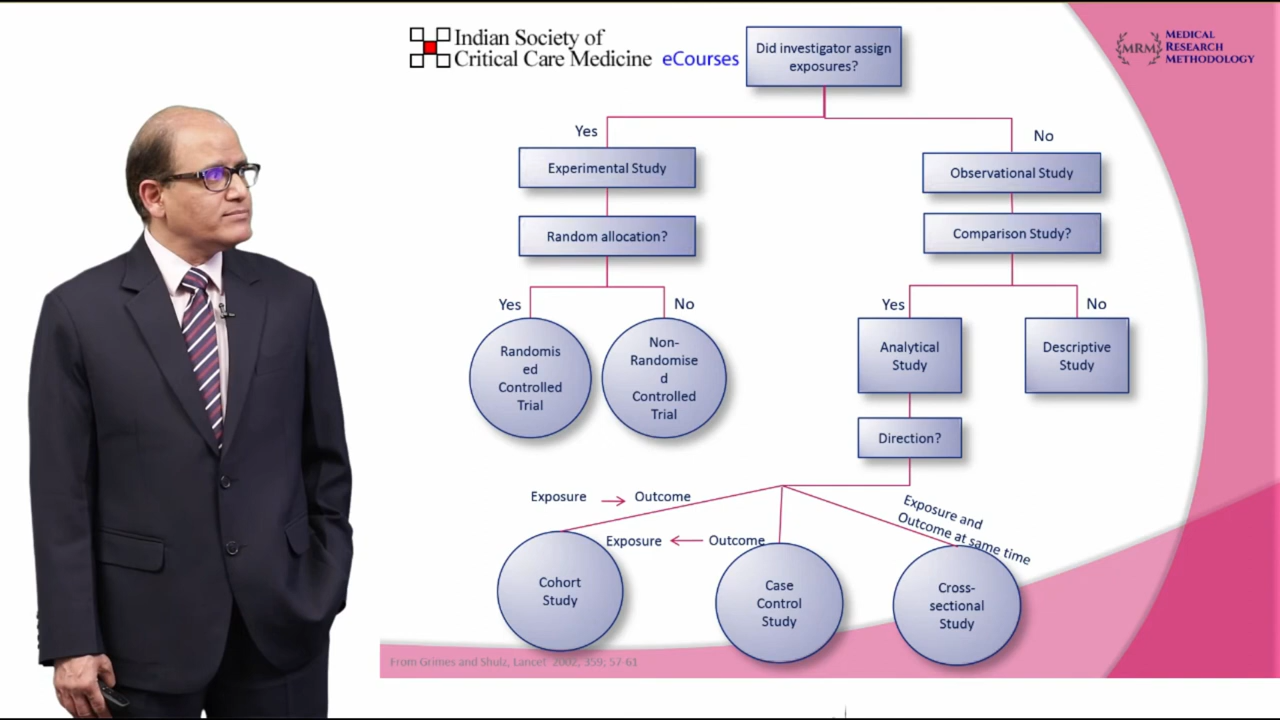 Indian Society of
Critical Care Medicine eCourses
MRM
MEDICAL
RESEARCH
METHODOLOGY
Did investigator assign
exposures?
Yes
No
Experimental Study
Observational Study
Random allocation?
Comparison Study?
Yes
No
Yes
No
Randomis
ed
Controlled
Trial
Non-
Randomise
d
Controlled
Trial
Analytical
Study
Descriptive
Study
Direction?
Exposure → Outcome
Exposure ← Outcome
Exposure and
Outcome at same time
Cohort
Study
Case
Control
Study
Cross-
sectional
Study
From Grimes and Shulz, Lancet 2002, 359; 57-61